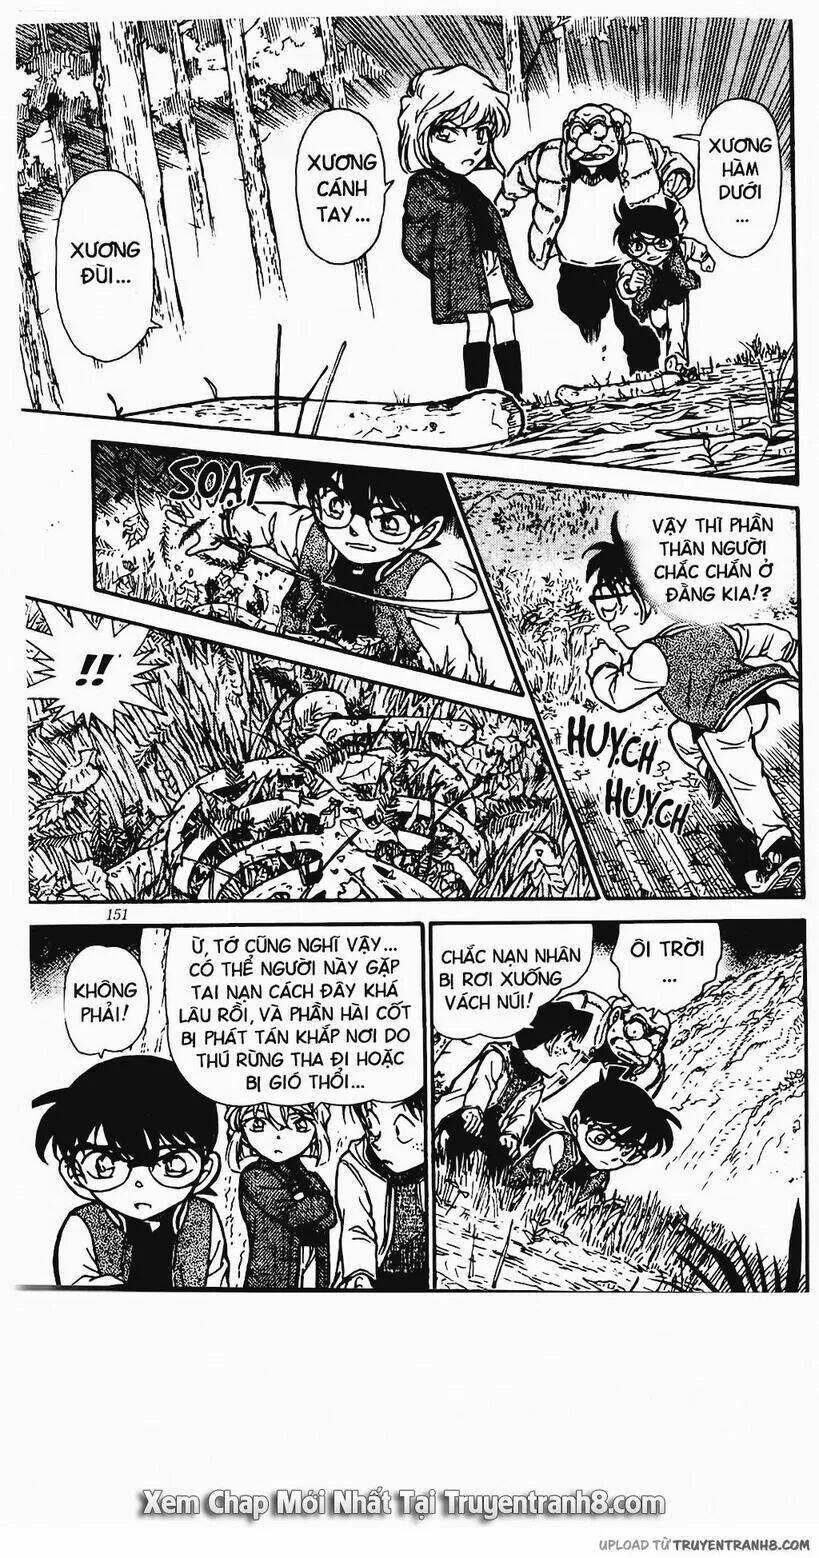 XƯƠNG
HÀM
DƯỚI
...
XƯƠNG
CÁNH
TAY...
XƯƠNG
ĐÙI...
VẬY THÌ PHẦN
THÂN NGƯỜI
CHẮC CHẮN Ở
ĐẰNG KIA!?
HUỴCH
HUỴCH
SOẠT
!!
151
ÔI TRỜI
...
CHẮC NẠN NHÂN
BỊ RƠI XUỐNG
VÁCH NÚI!
Ừ, TỚ CŨNG NGHĨ VẬY...
CÓ THỂ NGƯỜI NÀY GẶP
TAI NẠN CÁCH ĐÂY KHÁ
LÂU RỒI, VÀ PHẦN HÀI CỐT
BỊ PHÁT TÁN KHẮP NƠI DO
THÚ RỪNG THA ĐI HOẶC
BỊ GIÓ THỔI...
KHÔNG
PHẢI!
Xem Chap Mới Nhất Tại Truyentranh8.com
UPLOAD TỪ TRUYENTRANH8.COM